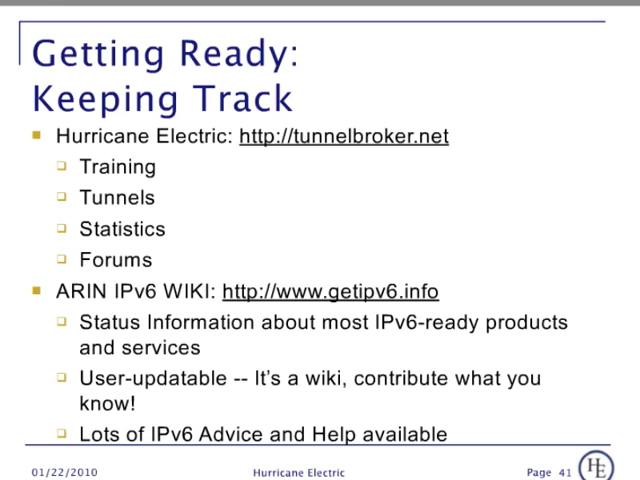 Getting Ready:
Keeping Track
Hurricane Electric: http://tunnelbroker.net
Training
Tunnels
Statistics
Forums
ARIN IPv6 WIKI: http://www.getipv6.info
Status Information about most IPv6-ready products
and services
User-updatable -- It's a wiki, contribute what you
know!
Lots of IPv6 Advice and Help available
01/22/2010 Hurricane Electric Page 41 HE